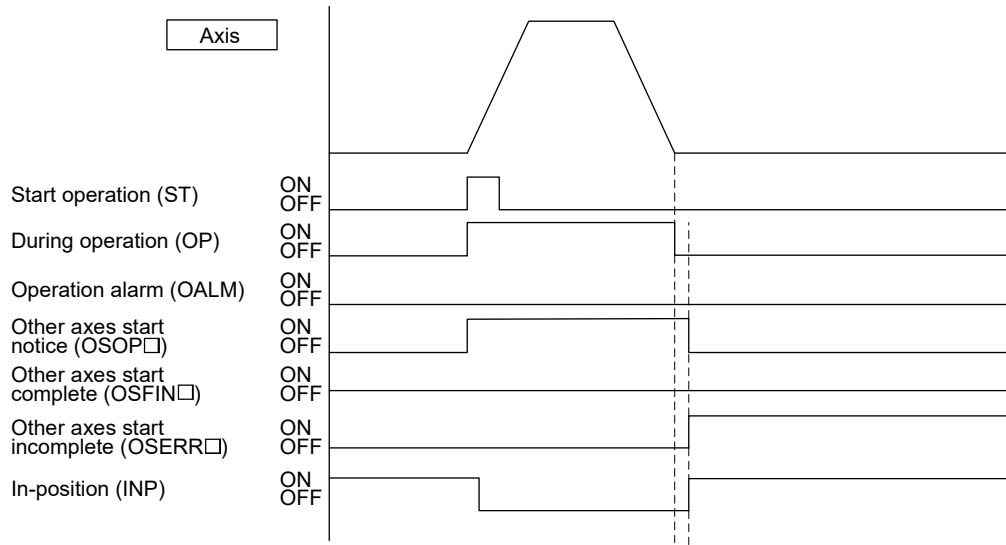 Axis
Start operation (ST) ON
OFF
During operation (OP) ON
OFF
Operation alarm (OALM) ON
OFF
Other axes start ON
notice (OSOP□) OFF
Other axes start ON
complete (OSFIN□) OFF
Other axes start ON
incomplete (OSERR□) OFF
In-position (INP) ON
OFF